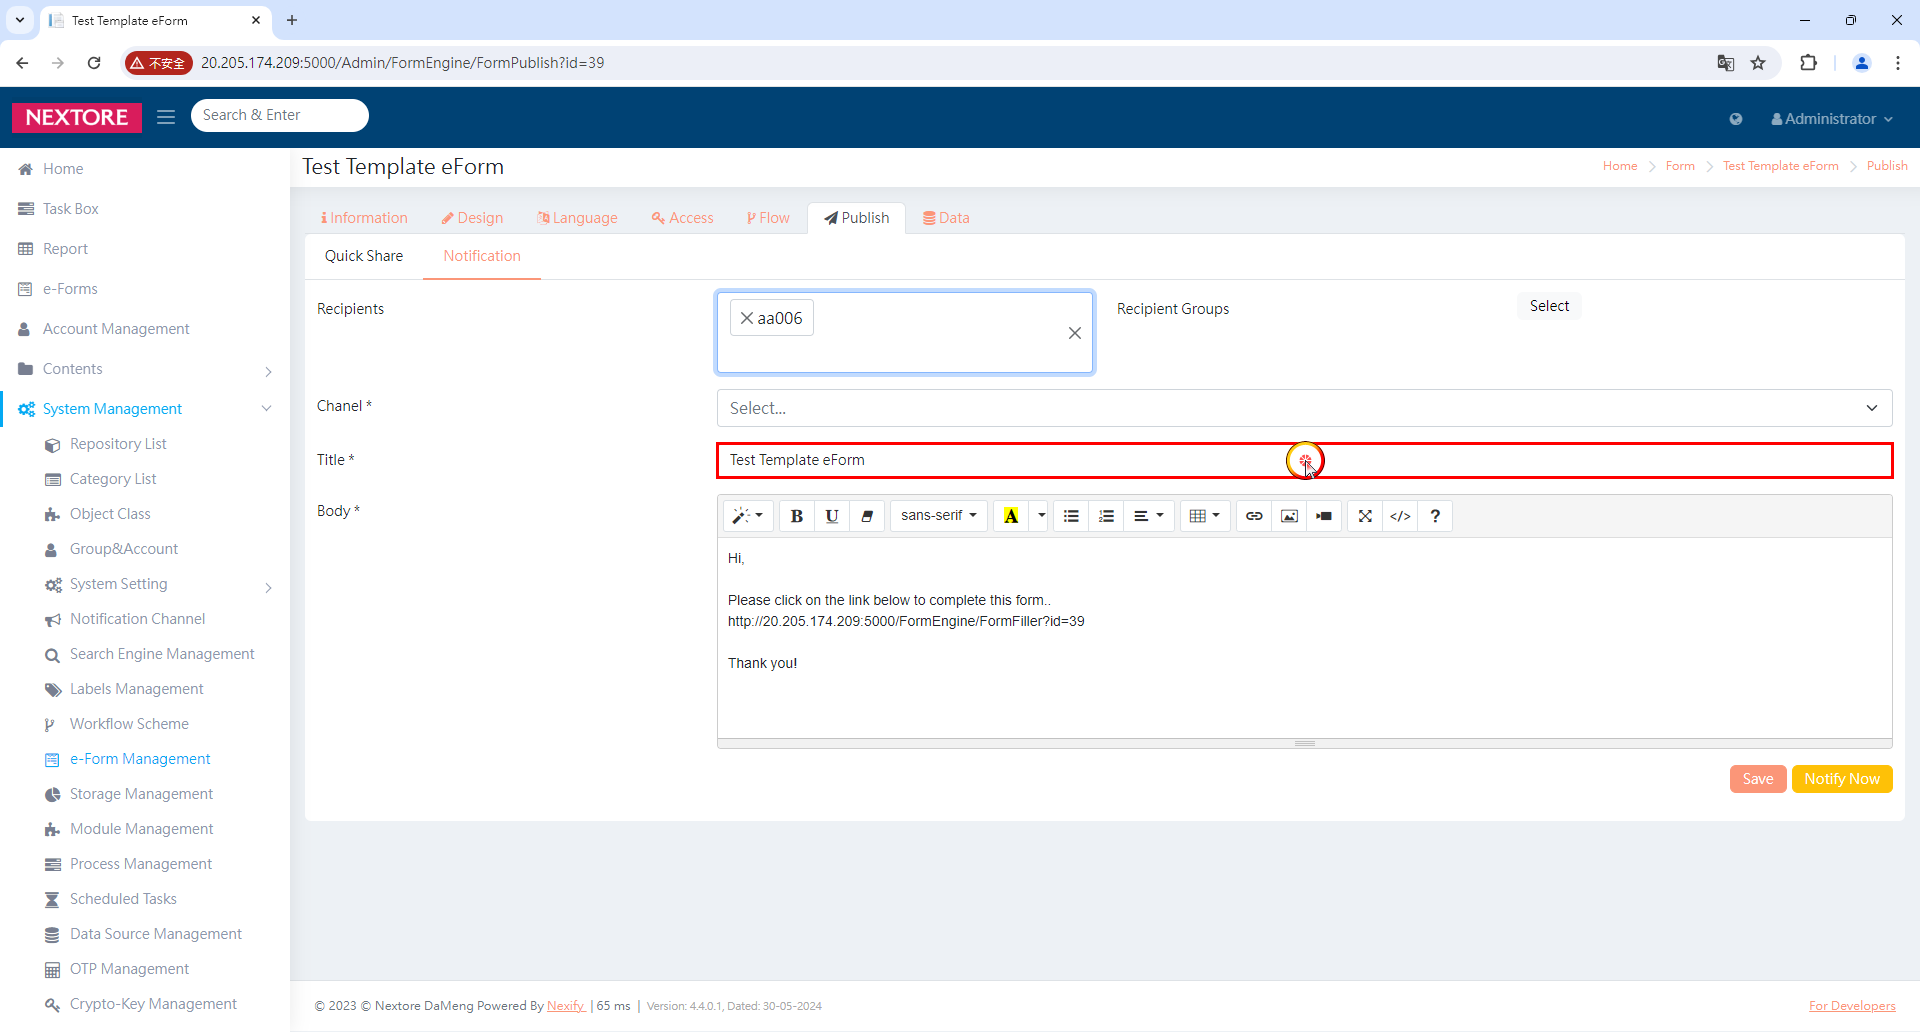 Test Template eForm
不安全 20.205.174.209:5000/Admin/FormEngine/FormPublish?id=39
NEXTORE
Search & Enter
Administrator
Home
Task Box
Report
e-Forms
Account Management
Contents
System Management
Repository List
Category List
Object Class
Group&Account
System Setting
Notification Channel
Search Engine Management
Labels Management
Workflow Scheme
e-Form Management
Storage Management
Module Management
Process Management
Scheduled Tasks
Data Source Management
OTP Management
Crypto-Key Management
Test Template eForm
Home > Form > Test Template eForm > Publish
Information Design Language Access Flow Publish Data
Quick Share Notification
Recipients
aa006
Recipient Groups
Select
Chanel *
Select...
Title *
Test Template eForm
Body *
B U sans-serif A </> ?
Hi,
Please click on the link below to complete this form..
http://20.205.174.209:5000/FormEngine/FormFiller?id=39
Thank you!
Save Notify Now
© 2023 © Nextore DaMeng Powered By Nexify | 65 ms | Version: 4.4.0.1, Dated: 30-05-2024
For Developers